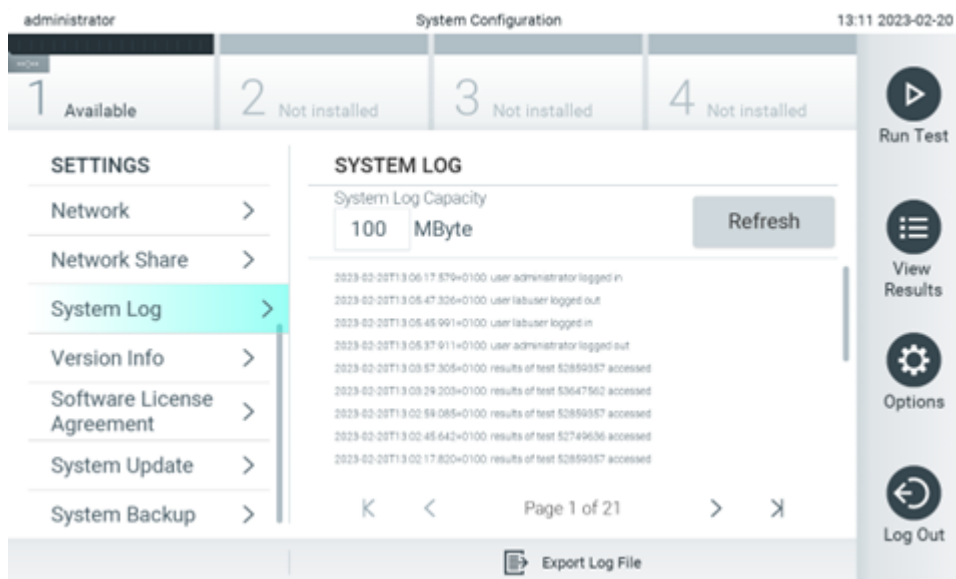 administrator
System Configuration
13:11 2023-02-20
1 Available
2 Not installed
3 Not installed
4 Not installed
Run Test
View
Results
Options
Log Out
SETTINGS
Network
Network Share
System Log
Version Info
Software License
Agreement
System Update
System Backup
SYSTEM LOG
System Log Capacity
100 MByte
Refresh
2023-02-20T13:06:17.579+0100 user administrator logged in
2023-02-20T13:05:47.326+0100 user labuser logged out
2023-02-20T13:05:45.991+0100 user labuser logged in
2023-02-20T13:05:37.911+0100 user administrator logged out
2023-02-20T13:03:57.305+0100 results of test 52859357 accessed
2023-02-20T13:03:29.203+0100 results of test 53647562 accessed
2023-02-20T13:02:59.085+0100 results of test 52859357 accessed
2023-02-20T13:02:45.642+0100 results of test 52749636 accessed
2023-02-20T13:02:17.820+0100 results of test 52859357 accessed
Page 1 of 21
Export Log File